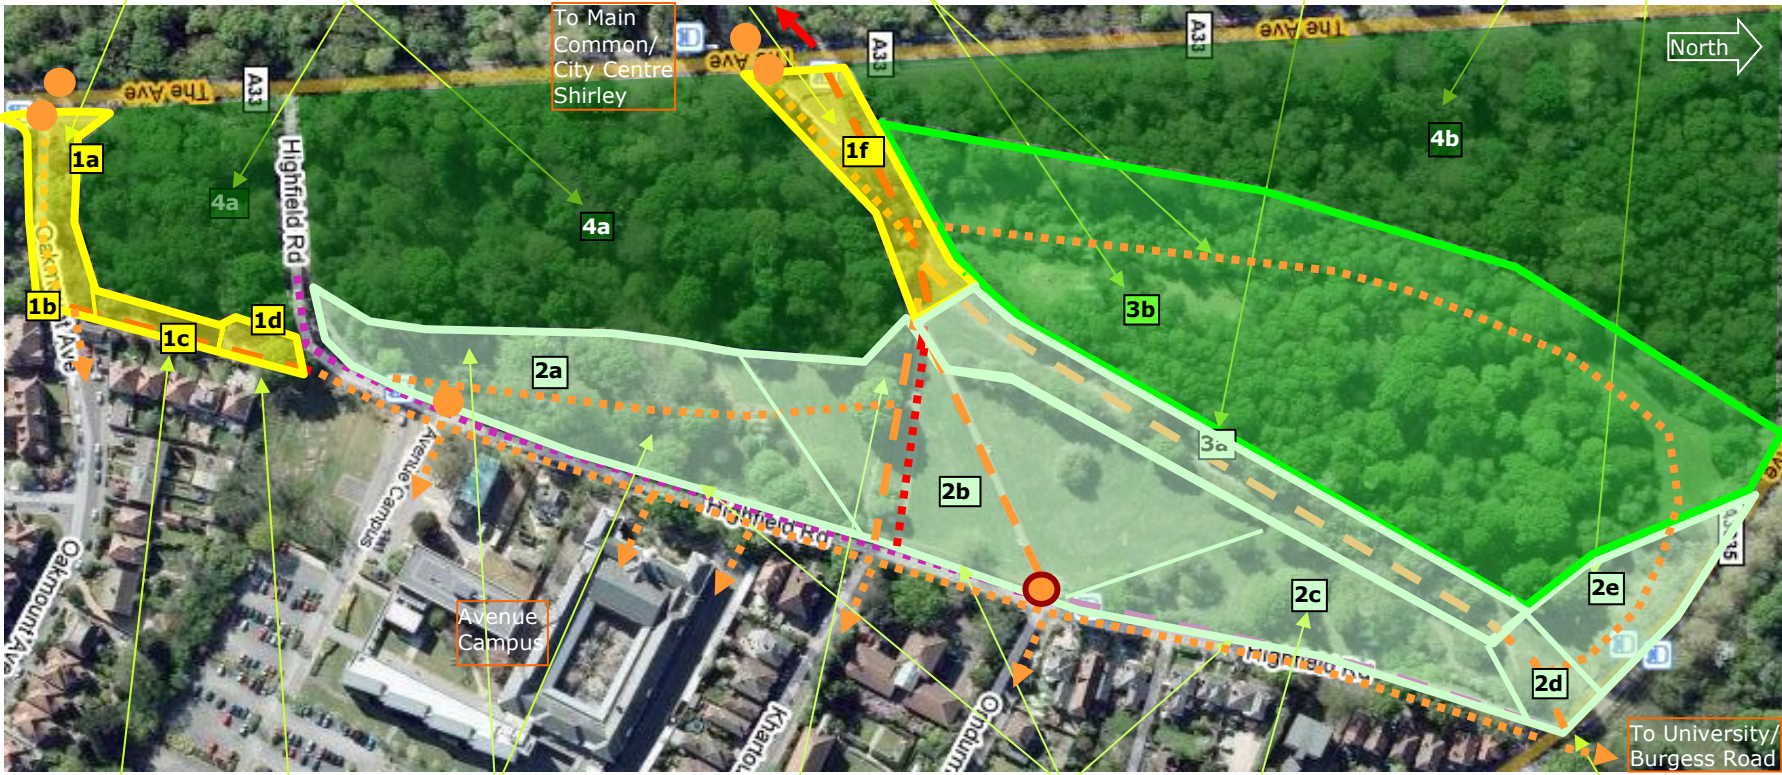 To Main
Common/
City Centre
Shirley
The Ave
A33
The Ave
A33
A33
The Ave
North
1a
1f
4b
4a
4a
Highfield Rd
3b
1b
1c
1d
2a
3a
2b
Highfield Rd
Avenue Campus
Avenue
Campus
Oakmount Ave
2e
2c
2d
Highfield Rd
To University/
Burgess Road